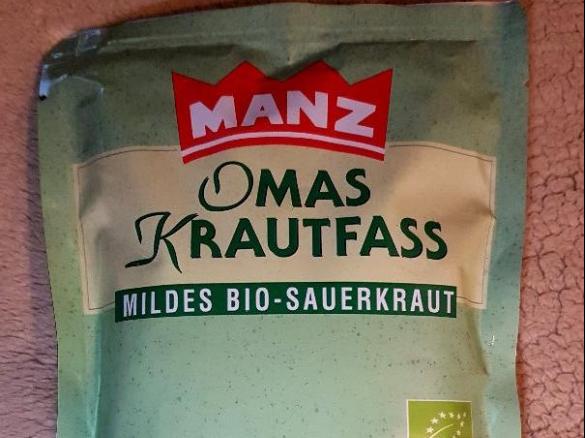 MANZ
OMAS
KRAUTFASS
MILDES BIO-SAUERKRAUT